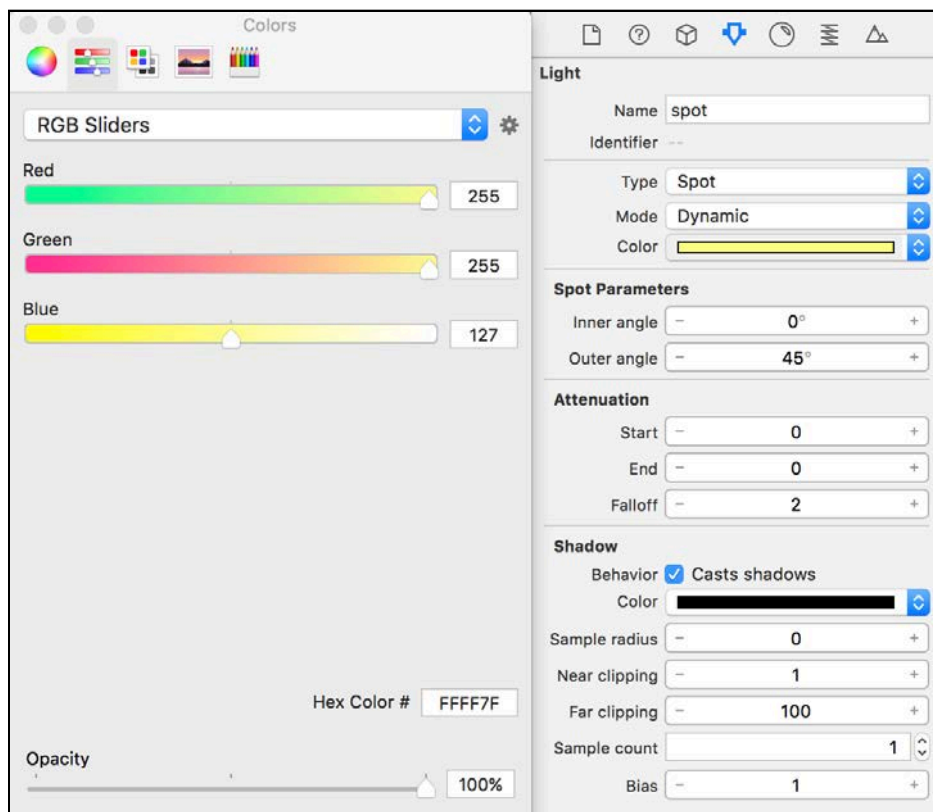 Colors
RGB Sliders
Red
255
Green
255
Blue
127
Hex Color # FFFF7F
Opacity
100%
Light
Name spot
Identifier --
Type Spot
Mode Dynamic
Color
Spot Parameters
Inner angle - 0° +
Outer angle - 45° +
Attenuation
Start - 0 +
End - 0 +
Falloff - 2 +
Shadow
Behavior Casts shadows
Color
Sample radius - 0 +
Near clipping - 1 +
Far clipping - 100 +
Sample count 1
Bias - 1 +